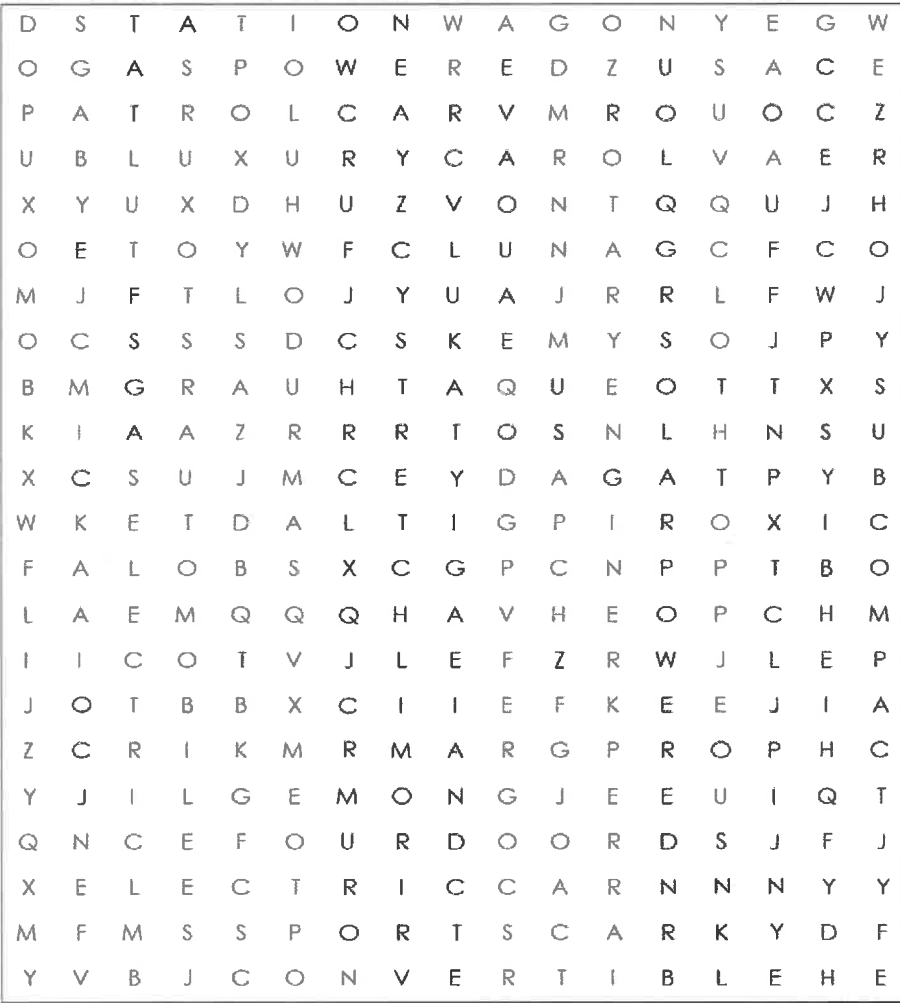 D S T A T I O N W A G O N Y E G W
O G A S P O W E R E D Z U S A C E
P A T R O L C A R V M R O U O C Z
U B L U X U R Y C A R O L V A E R
X Y U X D H U Z V O N T Q Q U J H
O E T O Y W F C L U N A G C F C O
M J F T L O J Y U A J R R L F W J
O C S S S D C S K E M Y S O J P Y
B M G R A U H T A Q U E O T T X S
K I A A Z R R R T O S N L H N S U
X C S U J M C E Y D A G A T P Y B
W K E T D A L T I G P I R O X I C
F A L O B S X C G P C N P P T B O
L A E M Q Q Q H A V H E O P C H M
I I C O T V J L E F Z R W J L E P
J O T B B X C I I E F K E E J I A
Z C R I K M R M A R G P R O P H C
Y J I L G E M O N G J E E U I Q T
Q N C E F O U R D O O R D S J F J
X E L E C T R I C C A R N N N Y Y
M F M S S P O R T S C A R K Y D F
Y V B J C O N V E R T I B L E H E